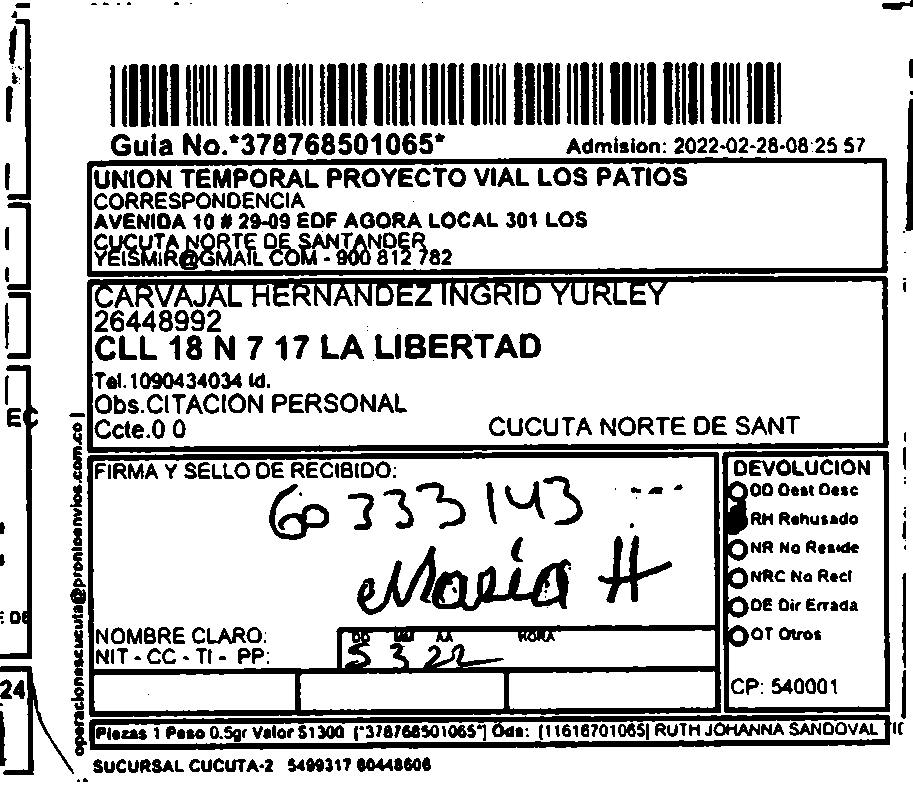 Guia No.*378768501065*
Admision: 2022-02-28-08:25 57
UNION TEMPORAL PROYECTO VIAL LOS PATIOS
CORRESPONDENCIA
AVENIDA 10 # 29-09 EDF AGORA LOCAL 301 LOS
CUCUTA NORTE DE SANTANDER
YEISMIR@GMAIL COM - 900 812 782
CARVAJAL HERNANDEZ INGRID YURLEY
26448992
CLL 18 N 7 17 LA LIBERTAD
Tel.1090434034 Id.
Obs.CITACION PERSONAL
Ccte.0 0
CUCUTA NORTE DE SANT
EC
operacionescucuta@prontoenvios.com.co
FIRMA Y SELLO DE RECIBIDO:
60333143
Maria H
NOMBRE CLARO:
NIT - CC - TI - PP:
DD MM AA HORA
5 3 22
DEVOLUCION
DD Dest Desc
RH Rehusado
NR No Reside
NRC No Recl
DE Dir Errada
OT Otros
CP: 540001
24
Piezas 1 Peso 0.5gr Valor $1300 [*378768501065*] Ods: [11616701065] RUTH JOHANNA SANDOVAL
SUCURSAL CUCUTA-2 5499317 60448606